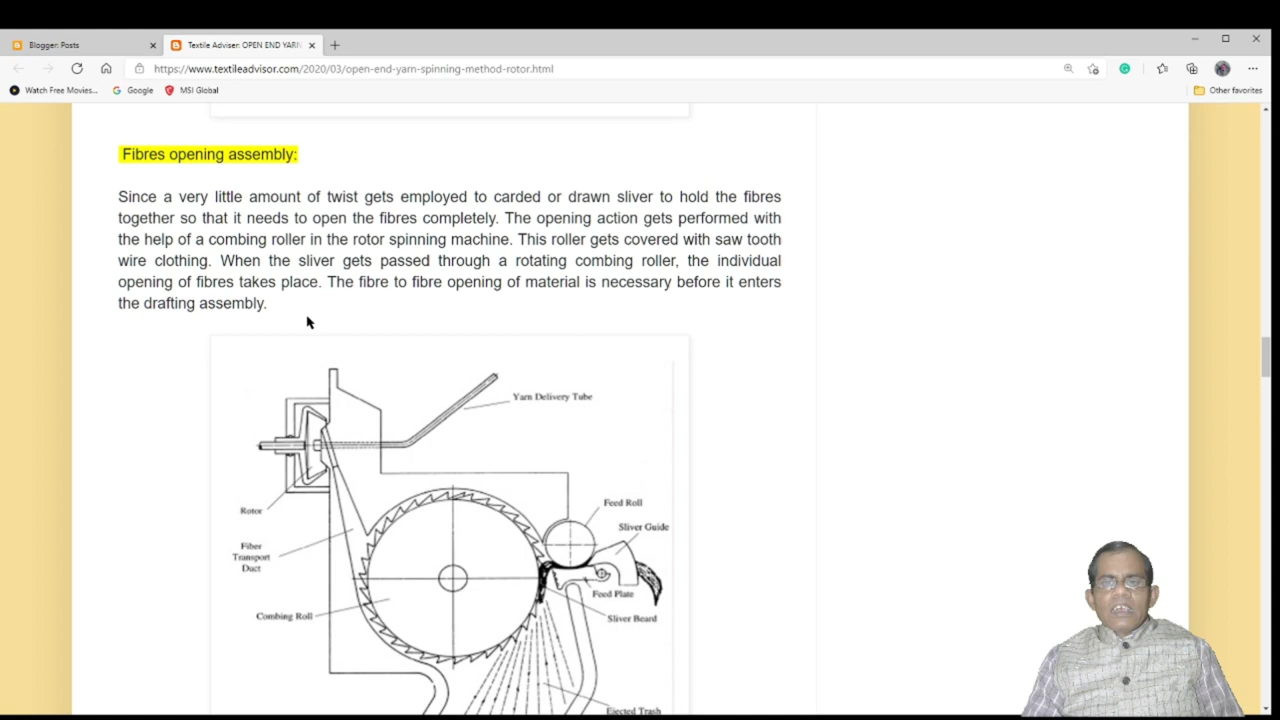 Blogger: Posts
Textile Adviser: OPEN END YARN
https://www.textileadvisor.com/2020/03/open-end-yarn-spinning-method-rotor.html
Watch Free Movies...
Google
MSI Global
Other favorites
Fibres opening assembly:
Since a very little amount of twist gets employed to carded or drawn sliver to hold the fibres
together so that it needs to open the fibres completely. The opening action gets performed with
the help of a combing roller in the rotor spinning machine. This roller gets covered with saw tooth
wire clothing. When the sliver gets passed through a rotating combing roller, the individual
opening of fibres takes place. The fibre to fibre opening of material is necessary before it enters
the drafting assembly.
Yarn Delivery Tube
Feed Roll
Rotor
Sliver Guide
Fiber
Transport
Duct
Feed Plate
Combing Roll
Sliver Beard
Ejected Trash